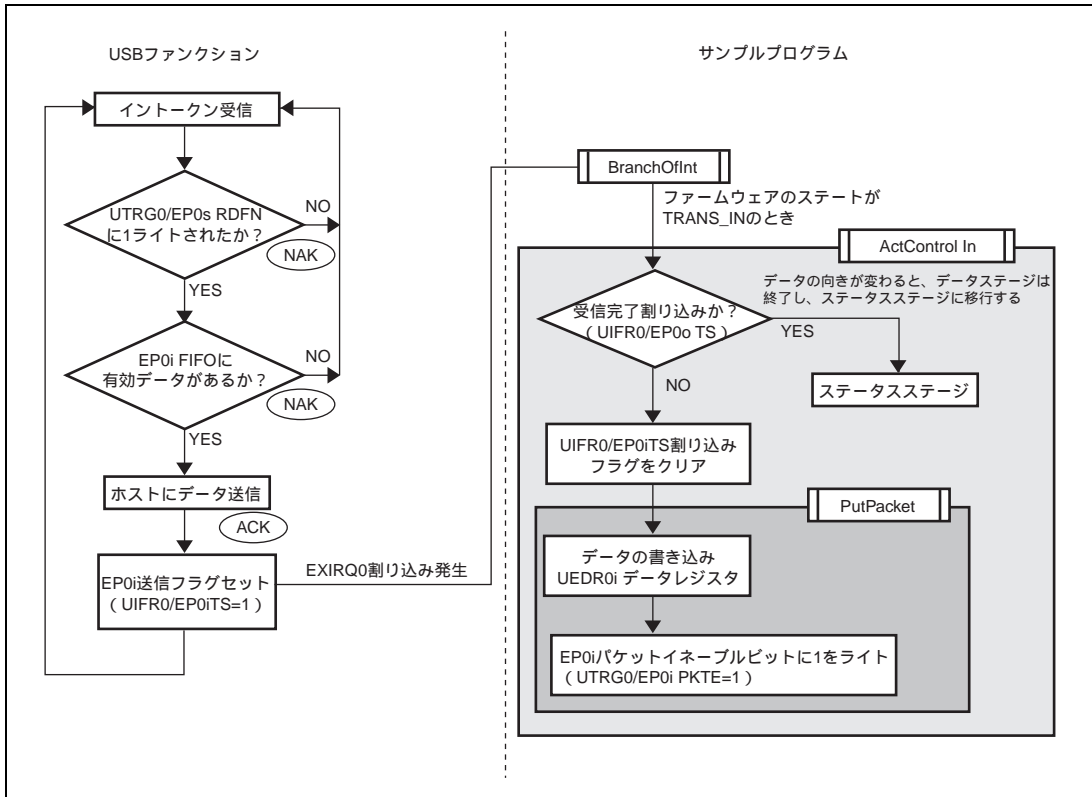 USBファンクション
サンプルプログラム
イントークン受信
UTRG0/EP0s RDFN
に1ライトされたか？
NO
NAK
YES
EP0i FIFOに
有効データがあるか？
NO
NAK
YES
ホストにデータ送信
ACK
EP0i送信フラグセット
（UIFR0/EP0iTS=1）
EXIRQ0割り込み発生
BranchOfInt
ファームウェアのステートが
TRANS_INのとき
ActControl In
データの向きが変わると、データステージは
終了し、ステータスステージに移行する
受信完了割り込みか？
（UIFR0/EP0o TS）
YES
NO
ステータスステージ
UIFR0/EP0iTS割り込み
フラグをクリア
PutPacket
データの書き込み
UEDR0i データレジスタ
EP0iパケットイネーブルビットに1をライト
（UTRG0/EP0i PKTE=1）